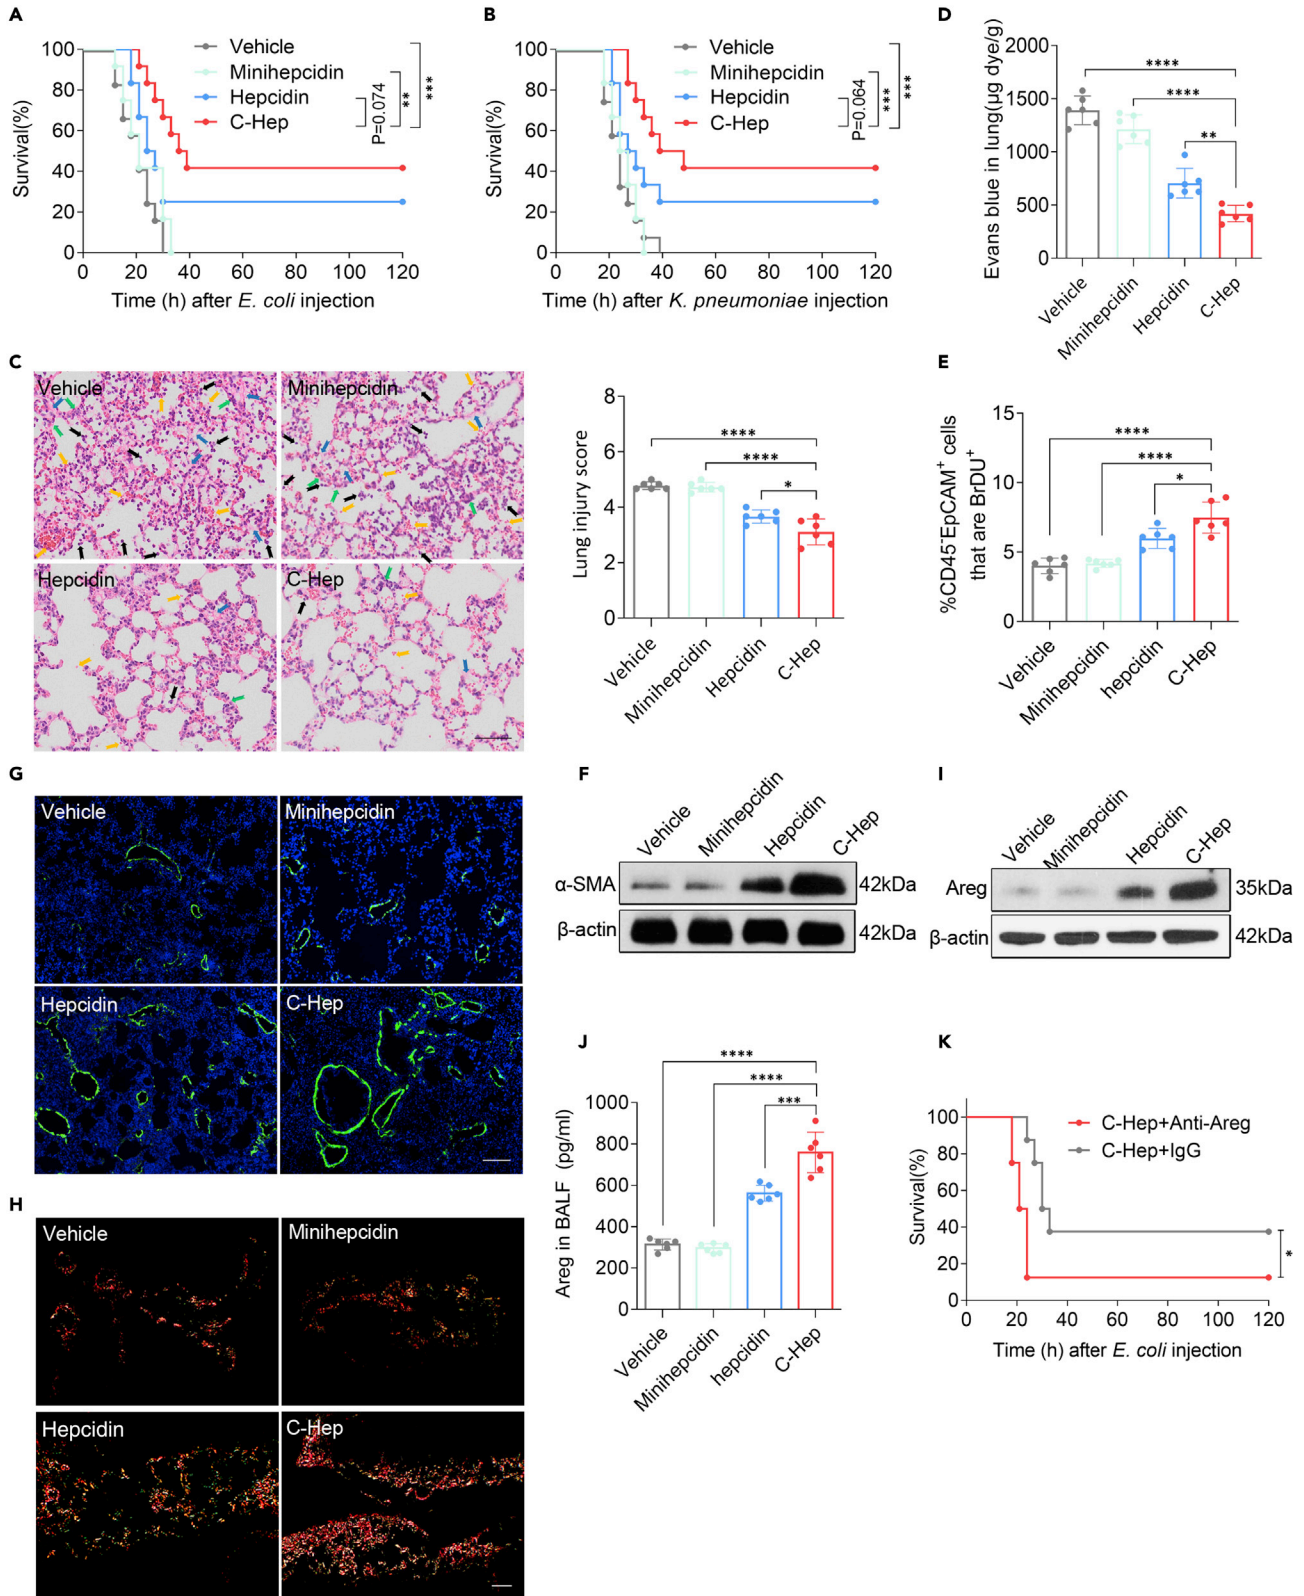 A
Survival(%)
100
80
60
40
20
0
0 20 40 60 80 100 120
Time (h) after E. coli injection
Vehicle
Minihepcidin
Hepcidin
C-Hep
P=0.074
**
***
B
Survival(%)
100
80
60
40
20
0
0 20 40 60 80 100 120
Time (h) after K. pneumoniae injection
Vehicle
Minihepcidin
Hepcidin
C-Hep
P=0.064
***
***
D
Evans blue in lung(µg dye/g)
2000
1500
1000
500
0
****
****
**
Vehicle
Minihepcidin
Hepcidin
C-Hep
C
Vehicle
Minihepcidin
Hepcidin
C-Hep
Lung injury score
8
6
4
2
0
****
****
*
Vehicle
Minihepcidin
Hepcidin
C-Hep
E
%CD45-EpCAM+ cells
that are BrDU+
15
10
5
0
****
****
*
Vehicle
Minihepcidin
hepcidin
C-Hep
G
Vehicle
Minihepcidin
Hepcidin
C-Hep
F
Vehicle
Minihepcidin
Hepcidin
C-Hep
α-SMA 42kDa
β-actin 42kDa
I
Vehicle
Minihepcidin
Hepcidin
C-Hep
Areg 35kDa
β-actin 42kDa
H
Vehicle
Minihepcidin
Hepcidin
C-Hep
J
Areg in BALF (pg/ml)
1000
800
600
400
200
0
****
****
***
Vehicle
Minihepcidin
hepcidin
C-Hep
K
Survival(%)
100
80
60
40
20
0
0 20 40 60 80 100 120
Time (h) after E. coli injection
C-Hep+Anti-Areg
C-Hep+IgG
*